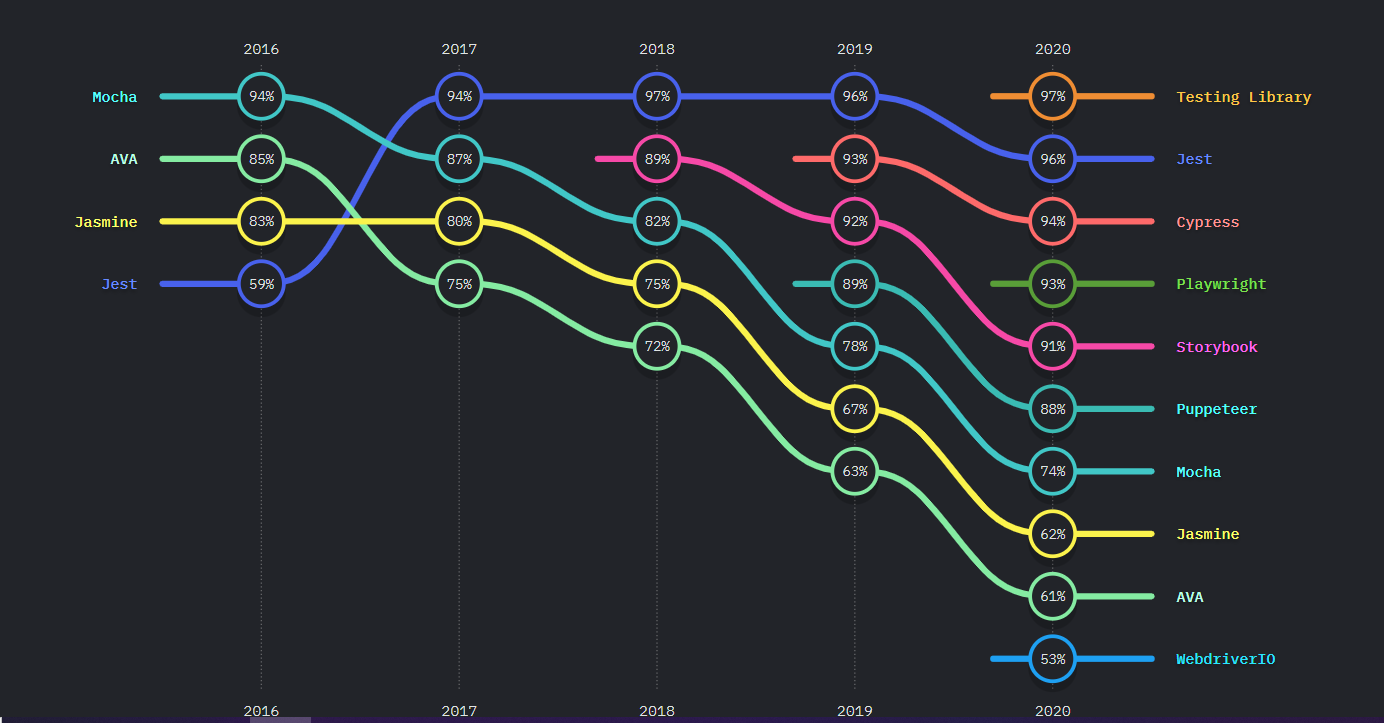 2016 2017 2018 2019 2020
Mocha 94% 94% 97% 96% 97% Testing Library
AVA 85% 87% 89% 93% 96% Jest
Jasmine 83% 80% 82% 92% 94% Cypress
Jest 59% 75% 75% 89% 93% Playwright
72% 78% 91% Storybook
67% 88% Puppeteer
63% 74% Mocha
62% Jasmine
61% AVA
53% WebdriverIO
2016 2017 2018 2019 2020